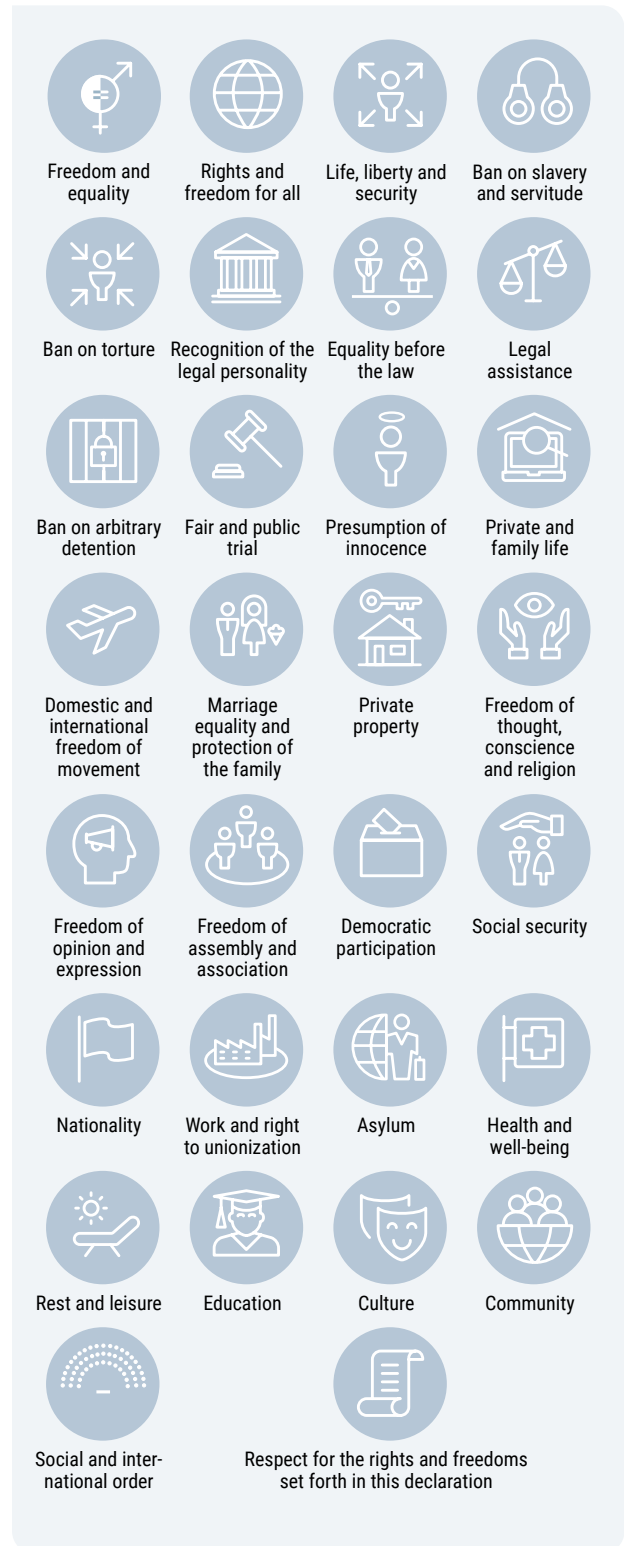 Freedom and
equality
Rights and
freedom for all
Life, liberty and
security
Ban on slavery
and servitude
Ban on torture
Recognition of the
legal personality
Equality before
the law
Legal
assistance
Ban on arbitrary
detention
Fair and public
trial
Presumption of
innocence
Private and
family life
Domestic and
international
freedom of
movement
Marriage
equality and
protection of
the family
Private
property
Freedom of
thought,
conscience
and religion
Freedom of
opinion and
expression
Freedom of
assembly and
association
Democratic
participation
Social security
Nationality
Work and right
to unionization
Asylum
Health and
well-being
Rest and leisure
Education
Culture
Community
Social and inter-
national order
Respect for the rights and freedoms
set forth in this declaration